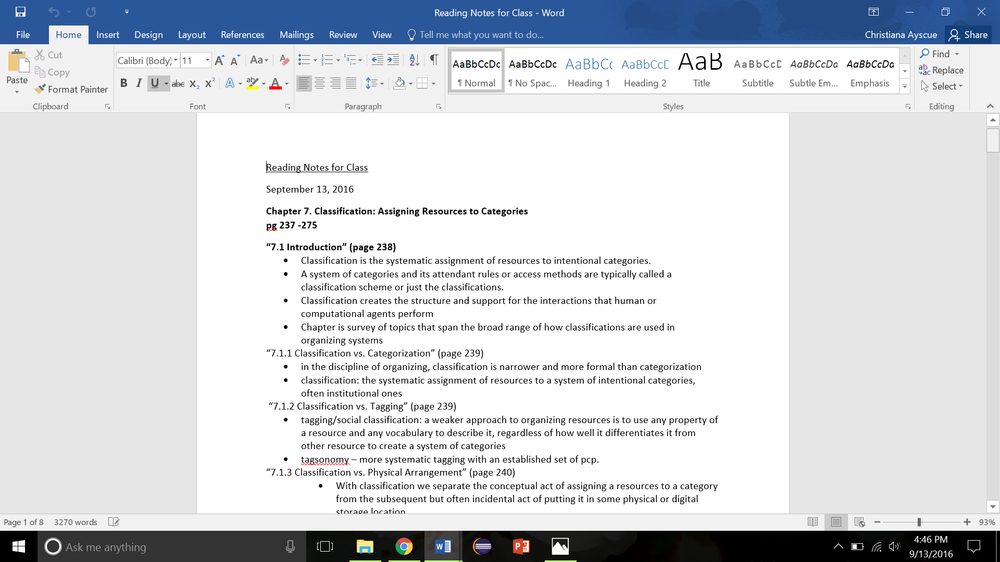 Reading Notes for Class - Word
File Home Insert Design Layout References Mailings Review View Tell me what you want to do... Christiana Ayscue Share
Paste
Cut
Copy
Format Painter
Clipboard
Calibri (Body) 11
Font
Paragraph
AaBbCcDc AaBbCcDc AaBbCc AaBbCcD AaB AaBbCcD AaBbCcDa AaBbCcDa
¶ Normal ¶ No Spac... Heading 1 Heading 2 Title Subtitle Subtle Em... Emphasis
Styles
Find
Replace
Select
Editing
Reading Notes for Class
September 13, 2016
Chapter 7. Classification: Assigning Resources to Categories
pg 237 -275
“7.1 Introduction” (page 238)
• Classification is the systematic assignment of resources to intentional categories.
• A system of categories and its attendant rules or access methods are typically called a
classification scheme or just the classifications.
• Classification creates the structure and support for the interactions that human or
computational agents perform
• Chapter is survey of topics that span the broad range of how classifications are used in
organizing systems
“7.1.1 Classification vs. Categorization” (page 239)
• in the discipline of organizing, classification is narrower and more formal than categorization
• classification: the systematic assignment of resources to a system of intentional categories,
often institutional ones
“7.1.2 Classification vs. Tagging” (page 239)
• tagging/social classification: a weaker approach to organizing resources is to use any property of
a resource and any vocabulary to describe it, regardless of how well it differentiates it from
other resource to create a system of categories
• tagsonomy – more systematic tagging with an established set of pcp.
“7.1.3 Classification vs. Physical Arrangement” (page 240)
• With classification we separate the conceptual act of assigning a resources to a category
from the subsequent but often incidental act of putting it in some physical or digital
storage location
Page 1 of 8 3270 words 93%
Ask me anything
4:46 PM
9/13/2016